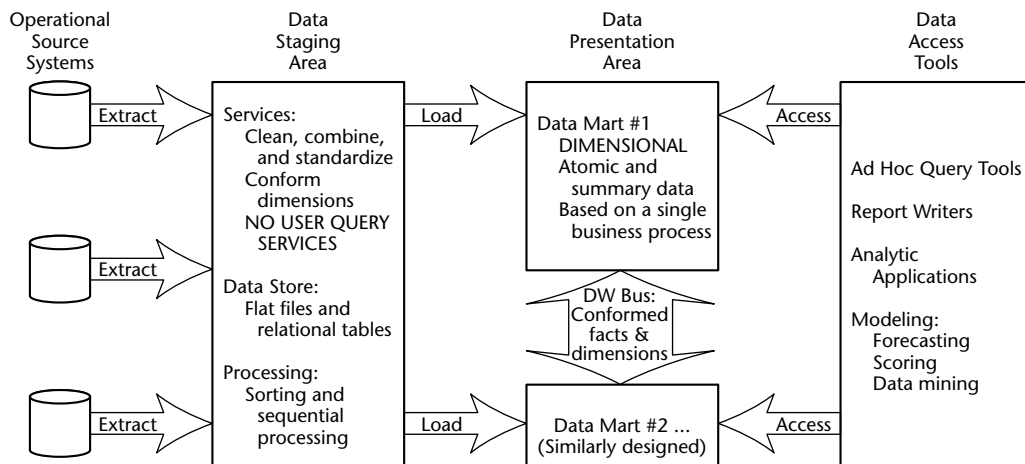 Operational
Source
Systems
Data
Staging
Area
Data
Presentation
Area
Data
Access
Tools
Extract
Extract
Extract
Services:
Clean, combine,
and standardize
Conform
dimensions
NO USER QUERY
SERVICES
Data Store:
Flat files and
relational tables
Processing:
Sorting and
sequential
processing
Load
Load
Data Mart #1
DIMENSIONAL
Atomic and
summary data
Based on a single
business process
DW Bus:
Conformed
facts &
dimensions
Data Mart #2 ...
(Similarly designed)
Access
Access
Ad Hoc Query Tools
Report Writers
Analytic
Applications
Modeling:
Forecasting
Scoring
Data mining